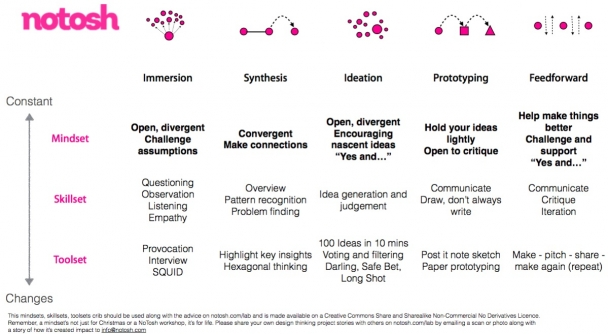 notosh
Immersion Synthesis Ideation Prototyping Feedforward
Constant
Mindset
Open, divergent
Challenge
assumptions
Convergent
Make connections
Open, divergent
Encouraging
nascent ideas
“Yes and...”
Hold your ideas
lightly
Open to critique
Help make things
better
Challenge and
support
“Yes and...”
Skillset
Questioning
Observation
Listening
Empathy
Overview
Pattern recognition
Problem finding
Idea generation and
judgement
Communicate
Draw, don't always
write
Communicate
Critique
Iteration
Toolset
Provocation
Interview
SQUID
Highlight key insights
Hexagonal thinking
100 Ideas in 10 mins
Voting and filtering
Darling, Safe Bet,
Long Shot
Post it note sketch
Paper prototyping
Make - pitch - share -
make again (repeat)
Changes
This mindsets, skillsets, toolsets crib should be used along with the advice on notosh.com/lab and is made available on a Creative Commons Share and Sharealike Non-Commercial No Derivatives Licence.
Remember, a mindset's not just for Christmas or a NoTosh workshop, it's for life. Please share your own design thinking project stories with others on notosh.com/lab by emailing a scan or photo along with
a story of how it's created impact to info@notosh.com